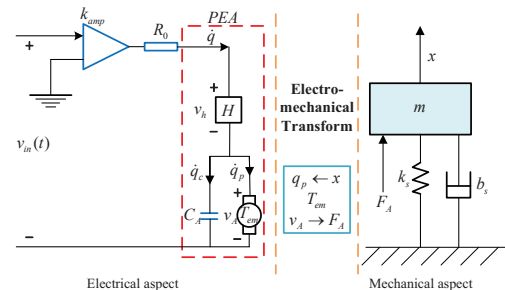 k_amp
PEA
R_0
q̇
x
+
+
v_h
H
−
Electro-
mechanical
Transform
m
v_in(t)
q̇_c
q̇_p
q_p ← x
T_em
v_A → F_A
k_s
b_s
F_A
+
C_A
v_A
T_em
−
−
Electrical aspect
Mechanical aspect